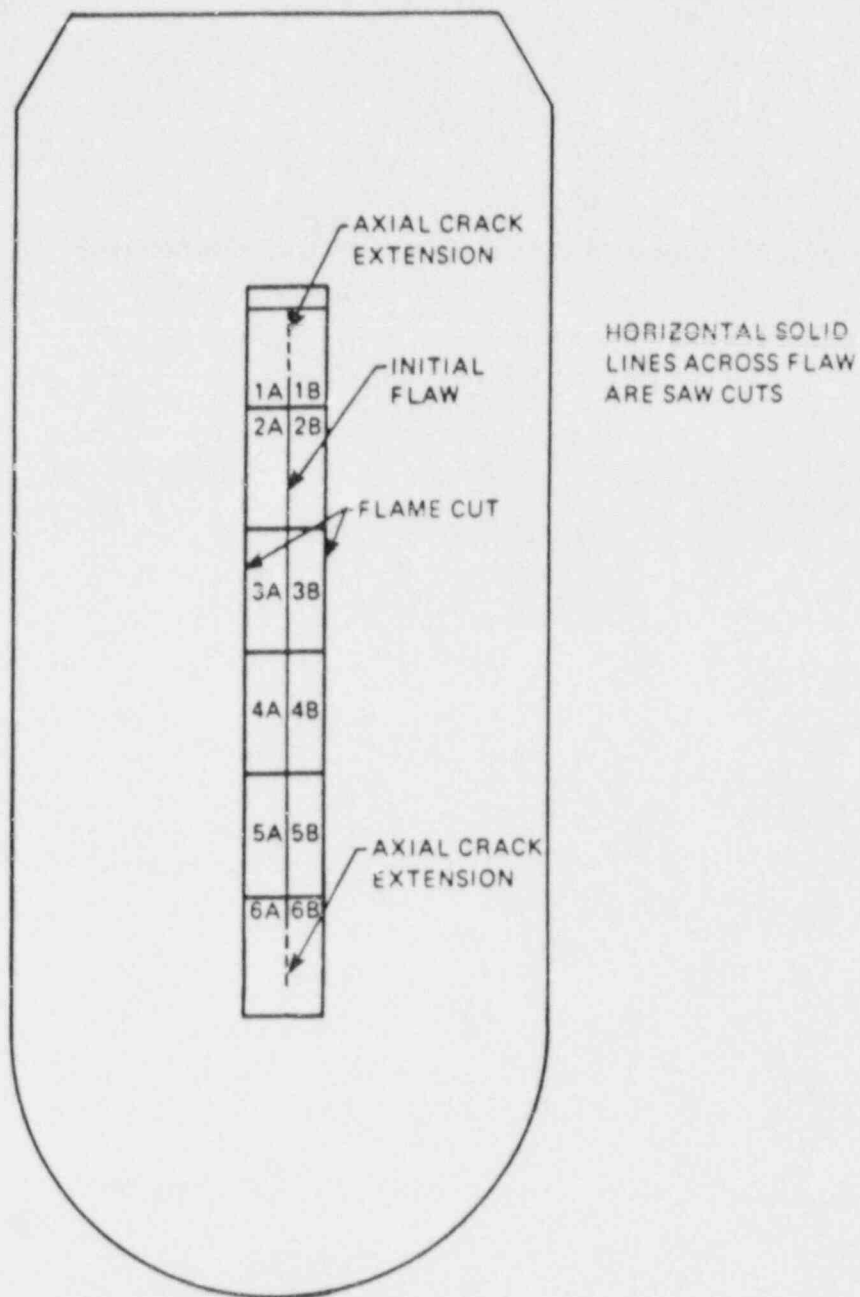 AXIAL CRACK
EXTENSION
HORIZONTAL SOLID
LINES ACROSS FLAW
ARE SAW CUTS
INITIAL
FLAW
1A 1B
2A 2B
FLAME CUT
3A 3B
4A 4B
5A 5B
AXIAL CRACK
EXTENSION
6A 6B